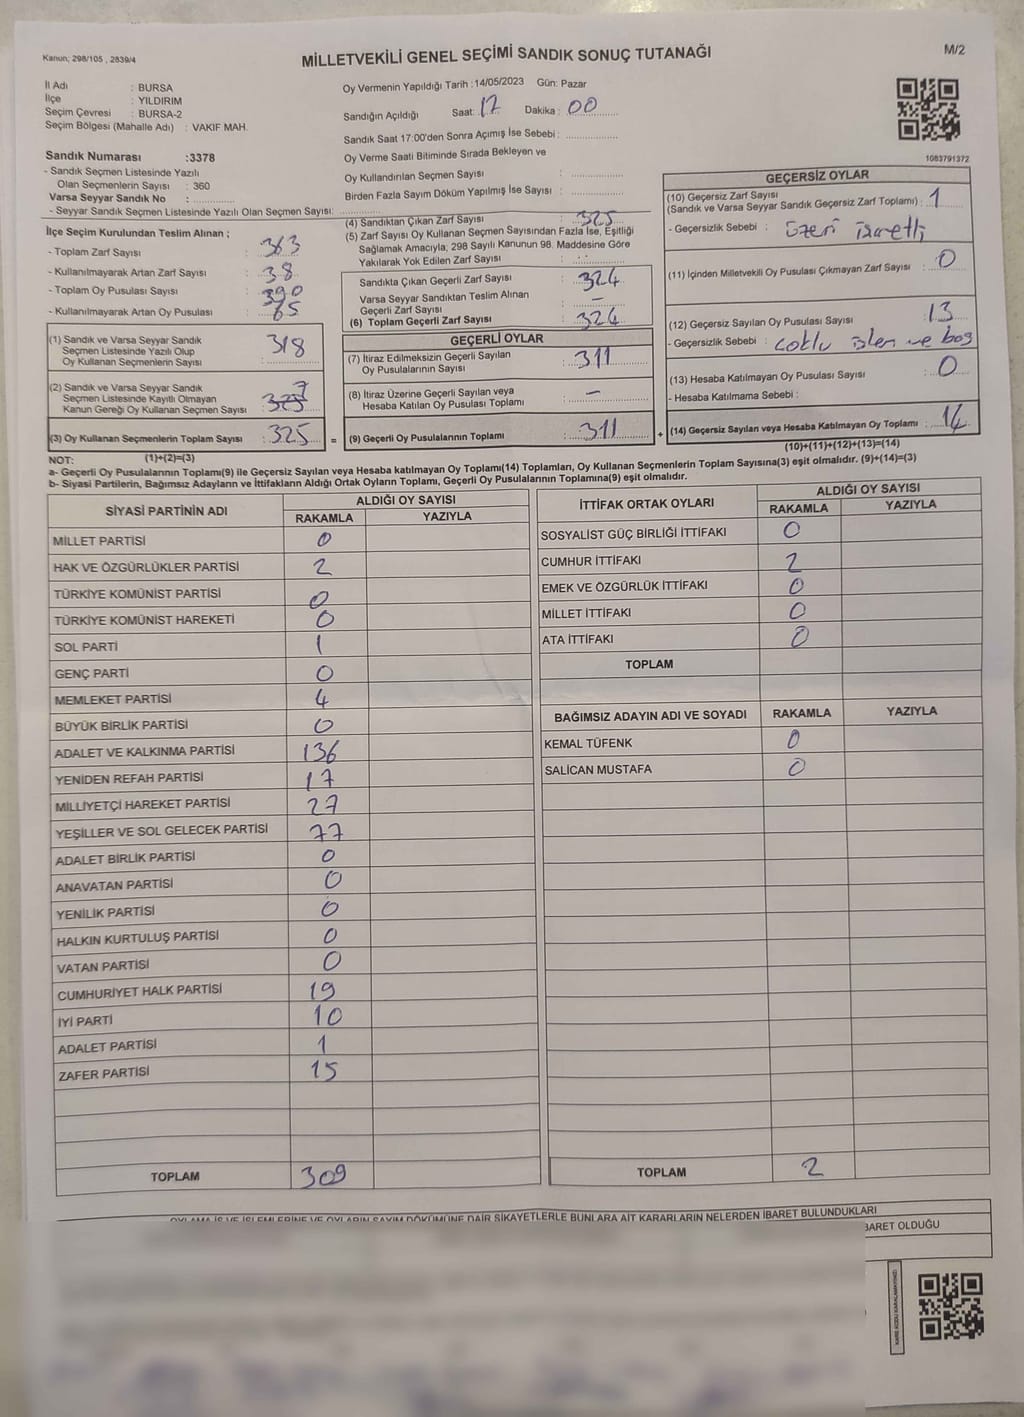 Kanun; 298/105 , 2839/4
MİLLETVEKİLİ GENEL SEÇİMİ SANDIK SONUÇ TUTANAĞI
M/2
İl Adı : BURSA
İlçe : YILDIRIM
Seçim Çevresi : BURSA-2
Seçim Bölgesi (Mahalle Adı) : VAKIF MAH.
Sandık Numarası :3378
- Sandık Seçmen Listesinde Yazılı
Olan Seçmenlerin Sayısı : 360
Varsa Seyyar Sandık No :
- Seyyar Sandık Seçmen Listesinde Yazılı Olan Seçmen Sayısı:
İlçe Seçim Kurulundan Teslim Alınan ;
- Toplam Zarf Sayısı : 363
- Kullanılmayarak Artan Zarf Sayısı : 38
- Toplam Oy Pusulası Sayısı : 390
- Kullanılmayarak Artan Oy Pusulası : 65
(1) Sandık ve Varsa Seyyar Sandık
Seçmen Listesinde Yazılı Olup
Oy Kullanan Seçmenlerin Sayısı : 318
(2) Sandık ve Varsa Seyyar Sandık
Seçmen Listesinde Kayıtlı Olmayan
Kanun Gereği Oy Kullanan Seçmen Sayısı : 7
(3) Oy Kullanan Seçmenlerin Toplam Sayısı : 325 =
(1)+(2)=(3)
Oy Vermenin Yapıldığı Tarih :14/05/2023 Gün: Pazar
Sandığın Açıldığı Saat: 17 Dakika : 00
Sandık Saat 17:00'den Sonra Açımış İse Sebebi :
Oy Verme Saati Bitiminde Sırada Bekleyen ve
Oy Kullandırılan Seçmen Sayısı :
Birden Fazla Sayım Döküm Yapılmış İse Sayısı :
(4) Sandıktan Çıkan Zarf Sayısı : 325
(5) Zarf Sayısı Oy Kullanan Seçmen Sayısından Fazla İse, Eşitliği
Sağlamak Amacıyla; 298 Sayılı Kanunun 98. Maddesine Göre
Yakılarak Yok Edilen Zarf Sayısı :
Sandıkta Çıkan Geçerli Zarf Sayısı : 324
Varsa Seyyar Sandıktan Teslim Alınan
Geçerli Zarf Sayısı : –
(6) Toplam Geçerli Zarf Sayısı : 324
GEÇERLİ OYLAR
(7) İtiraz Edilmeksizin Geçerli Sayılan
Oy Pusulalarının Sayısı : 311
(8) İtiraz Üzerine Geçerli Sayılan veya
Hesaba Katılan Oy Pusulası Toplamı : –
(9) Geçerli Oy Pusulalarının Toplamı : 311 +
1083791372
GEÇERSİZ OYLAR
(10) Geçersiz Zarf Sayısı
(Sandık ve Varsa Seyyar Sandık Geçersiz Zarf Toplamı) : 1
- Geçersizlik Sebebi : üzeri işaretli
(11) İçinden Milletvekili Oy Pusulası Çıkmayan Zarf Sayısı : 0
(12) Geçersiz Sayılan Oy Pusulası Sayısı : 13
- Geçersizlik Sebebi : ve boş
(13) Hesaba Katılmayan Oy Pusulası Sayısı : 0
- Hesaba Katılmama Sebebi :
(14) Geçersiz Sayılan veya Hesaba Katılmayan Oy Toplamı : 14
(10)+(11)+(12)+(13)=(14)
NOT:
a- Geçerli Oy Pusulalarının Toplamı(9) ile Geçersiz Sayılan veya Hesaba katılmayan Oy Toplamı(14) Toplamları, Oy Kullanan Seçmenlerin Toplam Sayısına(3) eşit olmalıdır. (9)+(14)=(3)
b- Siyasi Partilerin, Bağımsız Adayların ve İttifakların Aldığı Ortak Oyların Toplamı, Geçerli Oy Pusulalarının Toplamına(9) eşit olmalıdır.
SİYASİ PARTİNİN ADI
ALDIĞI OY SAYISI
RAKAMLA YAZIYLA
MİLLET PARTİSİ 0
HAK VE ÖZGÜRLÜKLER PARTİSİ 2
TÜRKİYE KOMÜNİST PARTİSİ 0
TÜRKİYE KOMÜNİST HAREKETİ 0
SOL PARTİ 1
GENÇ PARTİ 0
MEMLEKET PARTİSİ 4
BÜYÜK BİRLİK PARTİSİ 0
ADALET VE KALKINMA PARTİSİ 136
YENİDEN REFAH PARTİSİ 17
MİLLİYETÇİ HAREKET PARTİSİ 27
YEŞİLLER VE SOL GELECEK PARTİSİ 77
ADALET BİRLİK PARTİSİ 0
ANAVATAN PARTİSİ 0
YENİLİK PARTİSİ 0
HALKIN KURTULUŞ PARTİSİ 0
VATAN PARTİSİ 0
CUMHURİYET HALK PARTİSİ 19
İYİ PARTİ 10
ADALET PARTİSİ 1
ZAFER PARTİSİ 15
TOPLAM 309
İTTİFAK ORTAK OYLARI
ALDIĞI OY SAYISI
RAKAMLA YAZIYLA
SOSYALİST GÜÇ BİRLİĞİ İTTİFAKI 0
CUMHUR İTTİFAKI 2
EMEK VE ÖZGÜRLÜK İTTİFAKI 0
MİLLET İTTİFAKI 0
ATA İTTİFAKI 0
TOPLAM
BAĞIMSIZ ADAYIN ADI VE SOYADI RAKAMLA YAZIYLA
KEMAL TÜFENK 0
SALİCAN MUSTAFA 0
TOPLAM 2
OYLAMA İŞ VE İŞLEMLERİNE VE OYLARIN SAYIM DÖKÜMÜNE DAİR ŞİKAYETLERLE BUNLARA AİT KARARLARIN NELERDEN İBARET BULUNDUKLARI
BARET OLDUĞU